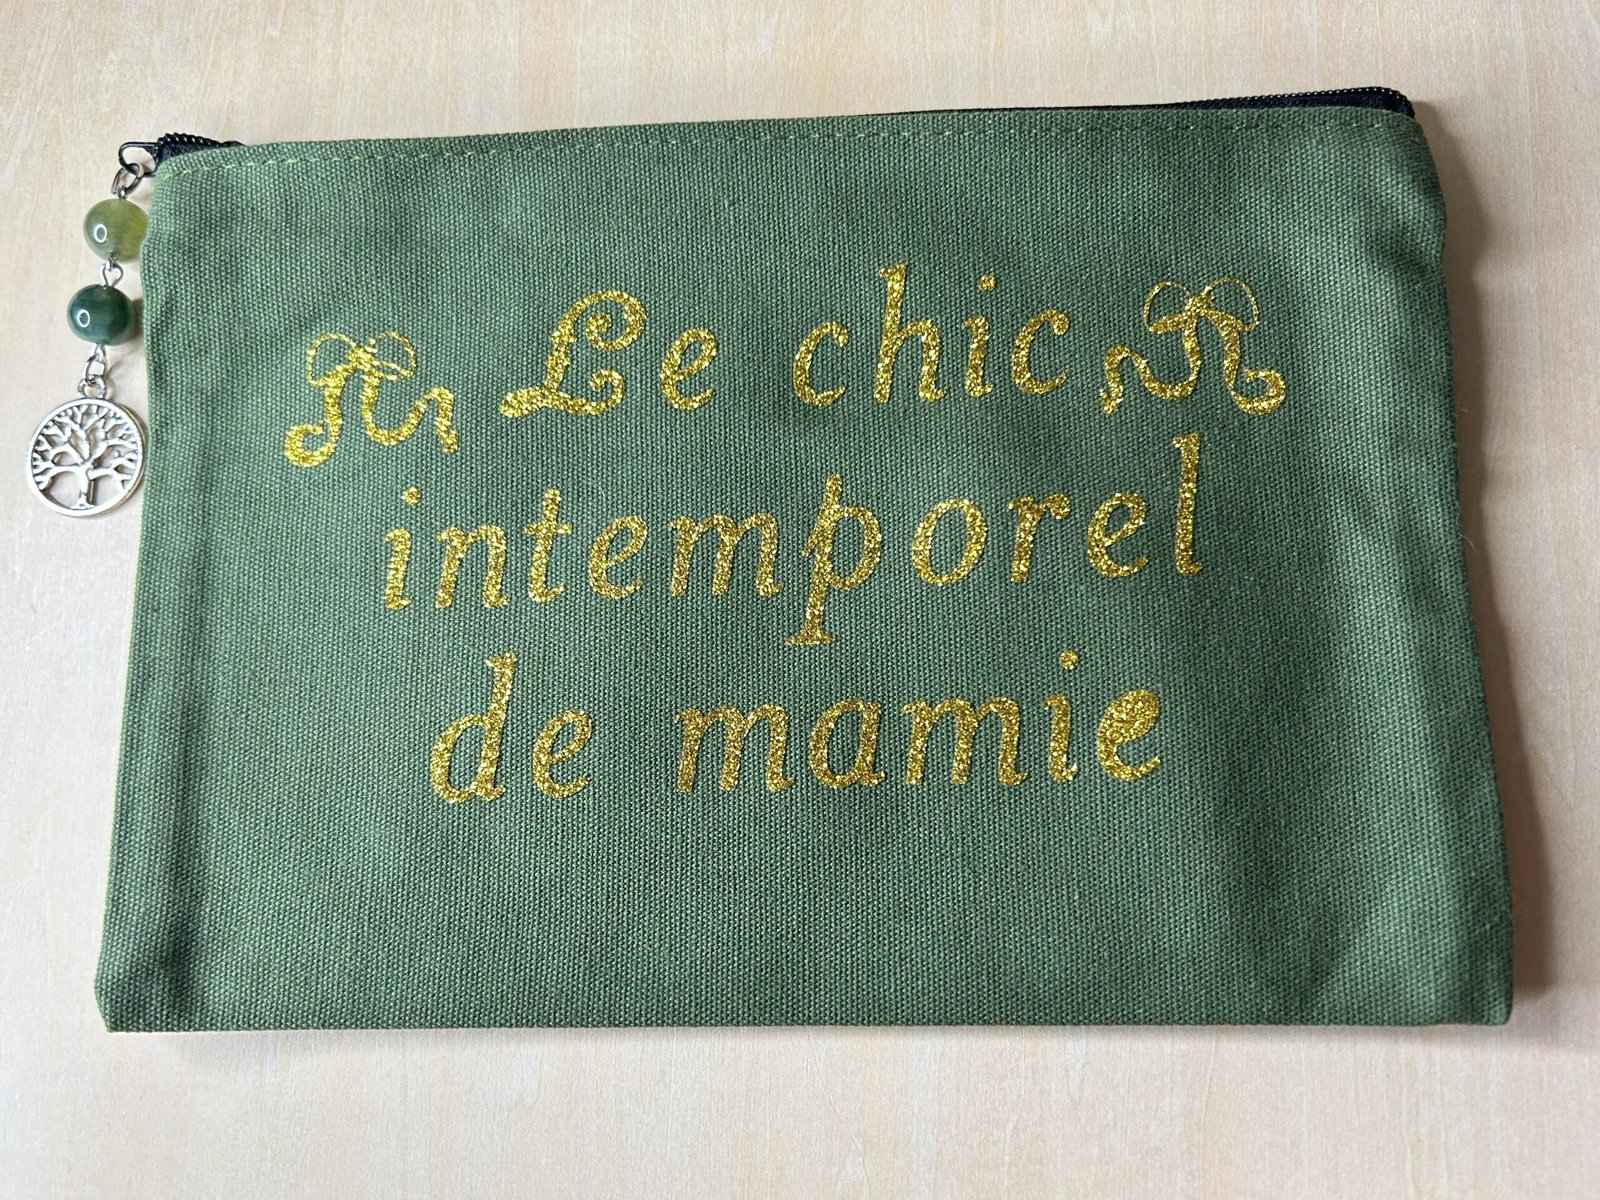 Le chic
intemporel
de mamie